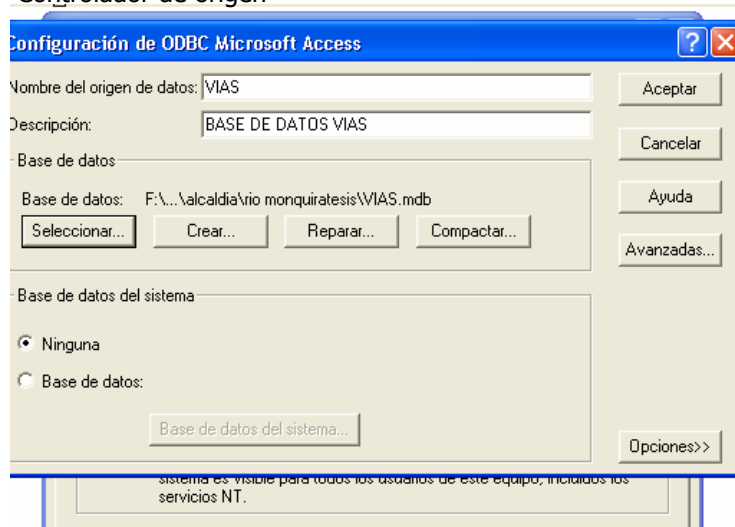 Controlador de origen
Configuración de ODBC Microsoft Access
Nombre del origen de datos: VIAS
Descripción: BASE DE DATOS VIAS
Base de datos
Base de datos: F:\...\alcaldia\rio monquiratesis\VIAS.mdb
Seleccionar... Crear... Reparar... Compactar...
Aceptar
Cancelar
Ayuda
Avanzadas...
Base de datos del sistema
Ninguna
Base de datos:
Base de datos del sistema...
Opciones>>
sistema es visible para todos los usuarios de este equipo, incluidos los
servicios NT.